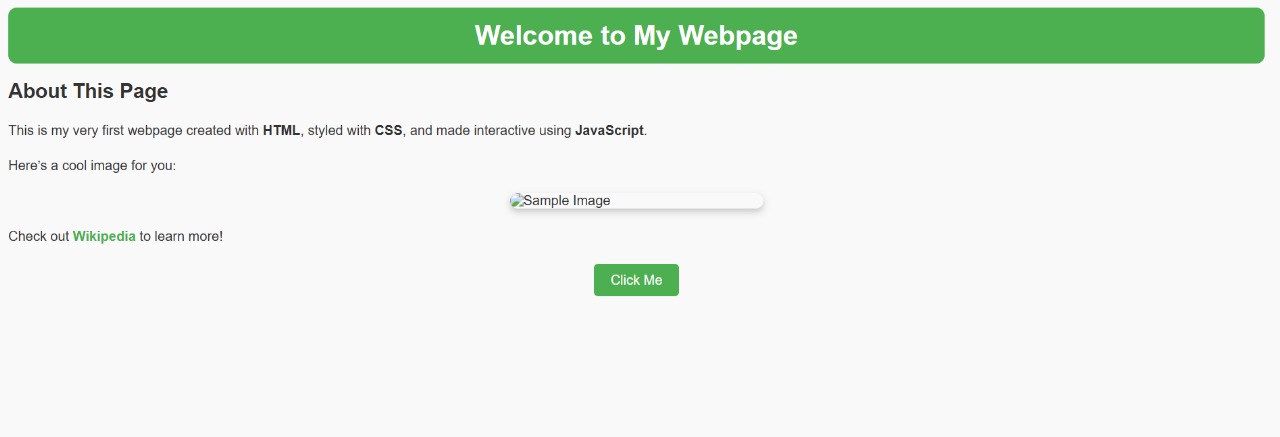 Welcome to My Webpage
About This Page
This is my very first webpage created with HTML, styled with CSS, and made interactive using JavaScript.
Here's a cool image for you:
Sample Image
Check out Wikipedia to learn more!
Click Me